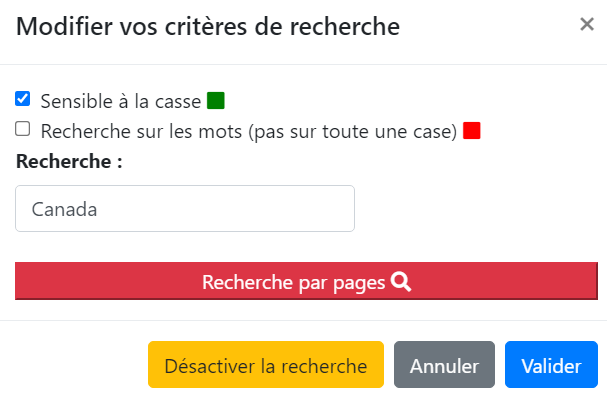 Modifier vos critères de recherche ×
Sensible à la casse
Recherche sur les mots (pas sur toute une case)
Recherche :
Canada
Recherche par pages
Désactiver la recherche Annuler Valider